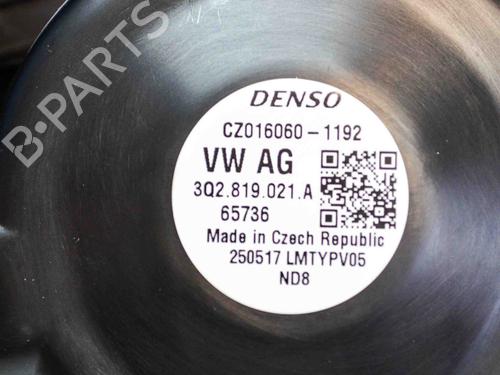 B-PARTS
DENSO
CZ016060-1192
VW AG
3Q2.819.021.A
65736
Made in Czech Republic
250517 LMTYPV05
ND8